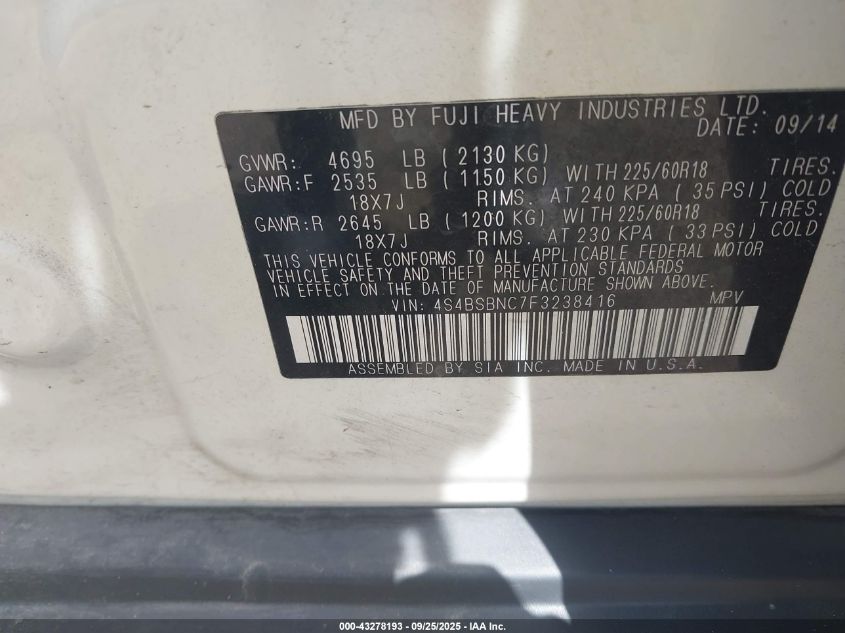 MFD BY FUJI HEAVY INDUSTRIES LTD.
DATE: 09/14
GVWR: 4695 LB (2130 KG)
GAWR:F 2535 LB (1150 KG) WITH 225/60R18 TIRES.
18X7J RIMS. AT 240 KPA (35 PSI) COLD
GAWR:R 2645 LB (1200 KG) WITH 225/60R18 TIRES.
18X7J RIMS. AT 230 KPA (33 PSI) COLD
THIS VEHICLE CONFORMS TO ALL APPLICABLE FEDERAL MOTOR
VEHICLE SAFETY AND THEFT PREVENTION STANDARDS
IN EFFECT ON THE DATE OF MANUFACTURE SHOWN ABOVE.
VIN: 4S4BSBNC7F3238416 MPV
ASSEMBLED BY SIA INC. MADE IN U.S.A.
000-43278193 - 09/25/2025 - IAA Inc.